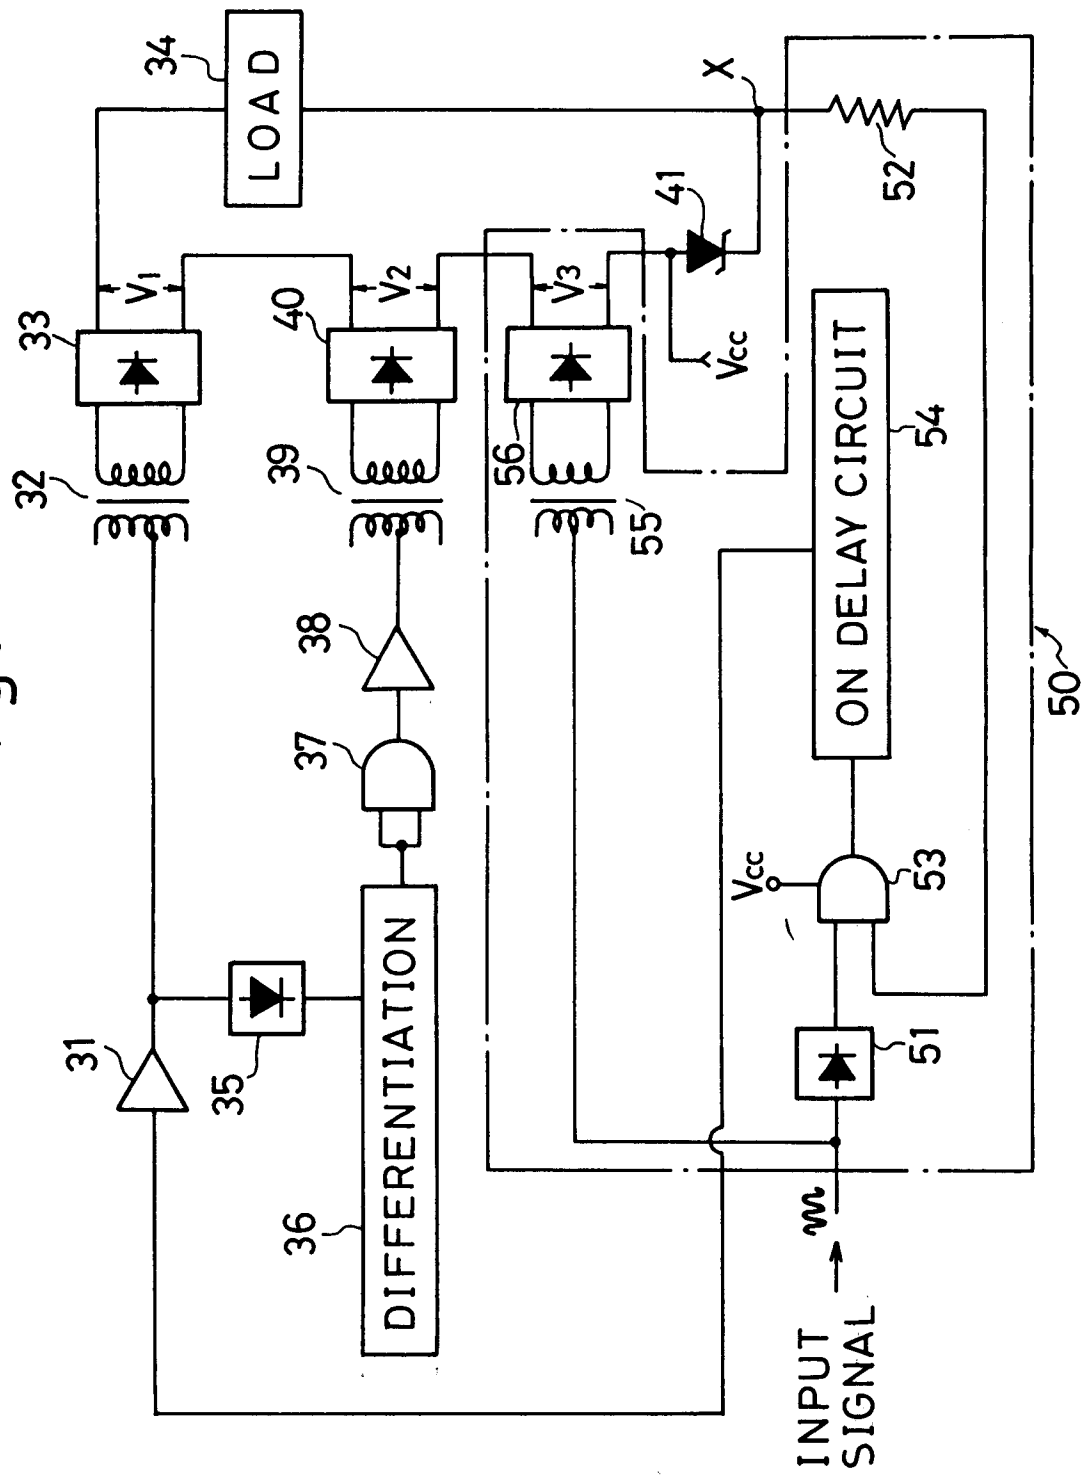 31
32
33
V1
34
LOAD
35
36
DIFFERENTIATION
37
38
39
40
V2
55
56
V3
41
Vcc
X
INPUT
SIGNAL
51
Vcc
53
ON DELAY CIRCUIT
54
52
50